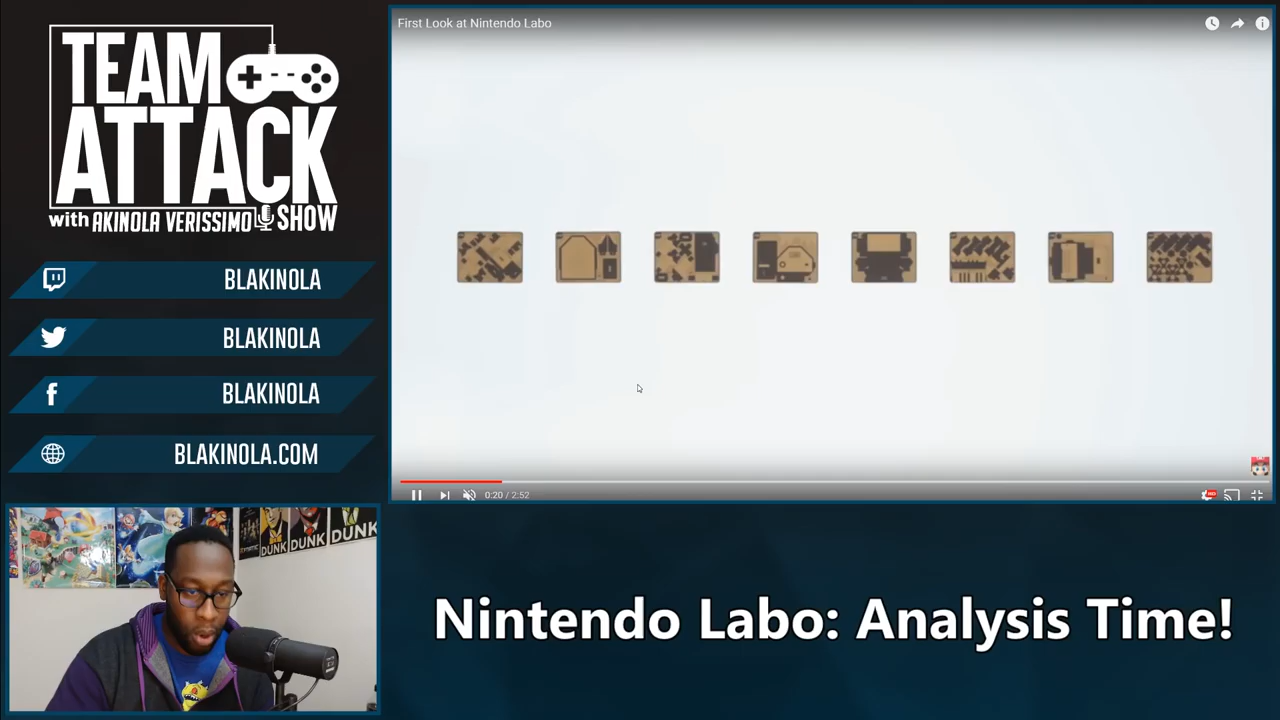 TEAM
ATTACK
with AKINOLA VERISSIMO SHOW
BLAKINOLA
BLAKINOLA
BLAKINOLA
BLAKINOLA.COM
First Look at Nintendo Labo
0:20 / 2:52
HD
DUNK DUNK DUNK
Nintendo Labo: Analysis Time!